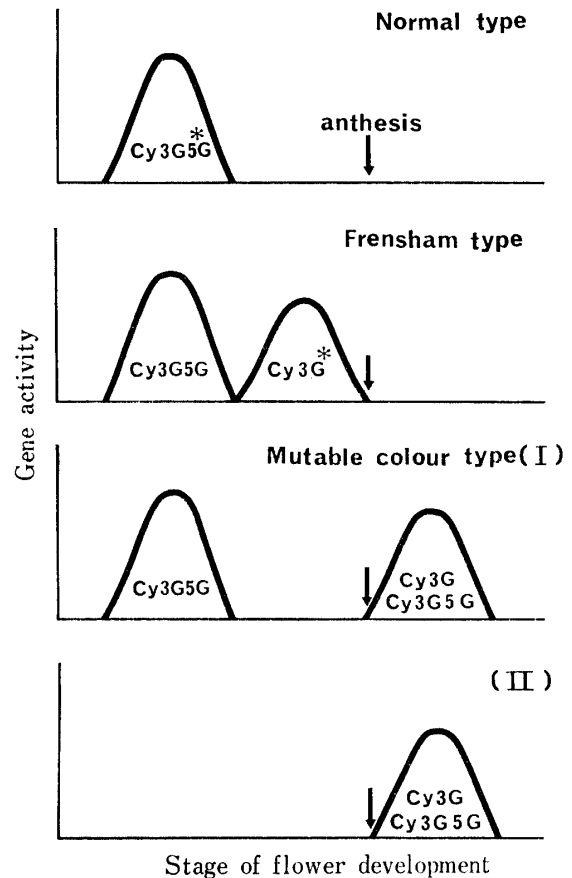 Normal type
anthesis
*
Cy3G5G
Frensham type
Cy3G5G
Cy3G*
Gene activity
Mutable colour type(I)
Cy3G5G
Cy3G
Cy3G5G
(II)
Cy3G
Cy3G5G
Stage of flower development